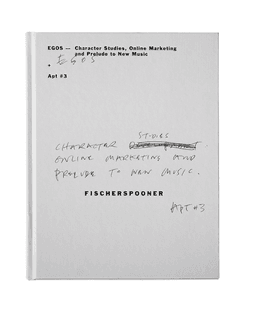 EGOS — Character Studies, Online Marketing
and Prelude to New Music
EGOS
Apt #3
STUDIES
CHARACTER
ONLINE MARKETING AND
PRELUDE TO NEW MUSIC.
FISCHERSPOONER
APT #3